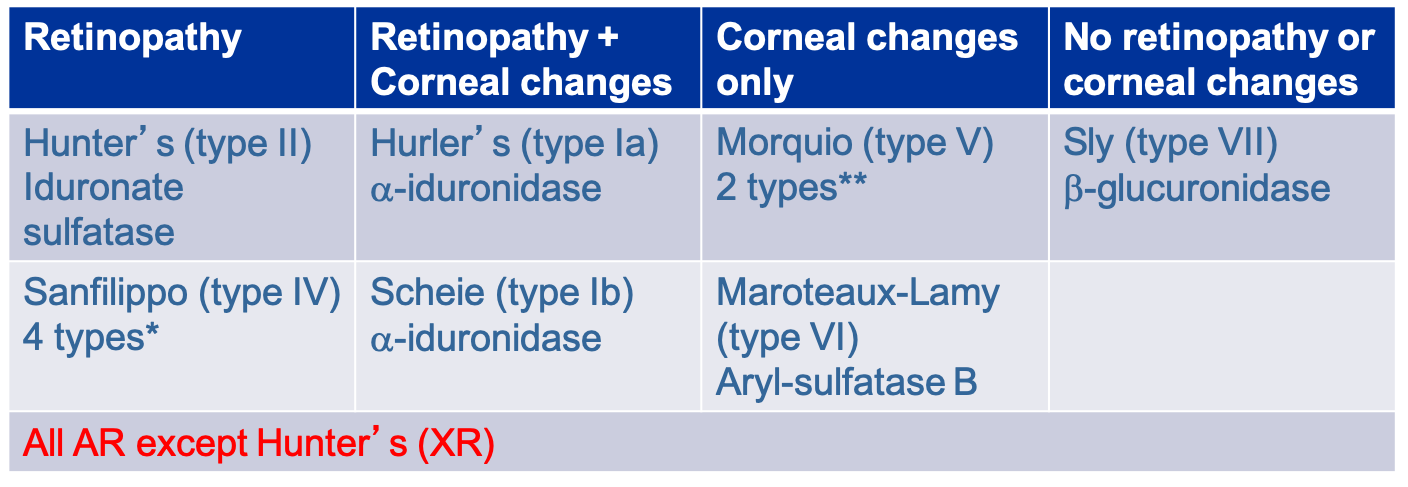 Retinopathy
Retinopathy +
Corneal changes
Corneal changes
only
No retinopathy or
corneal changes
Hunter’s (type II)
Iduronate
sulfatase
Hurler’s (type Ia)
α-iduronidase
Morquio (type V)
2 types**
Sly (type VII)
β-glucuronidase
Sanfilippo (type IV)
4 types*
Scheie (type Ib)
α-iduronidase
Maroteaux-Lamy
(type VI)
Aryl-sulfatase B
All AR except Hunter’s (XR)